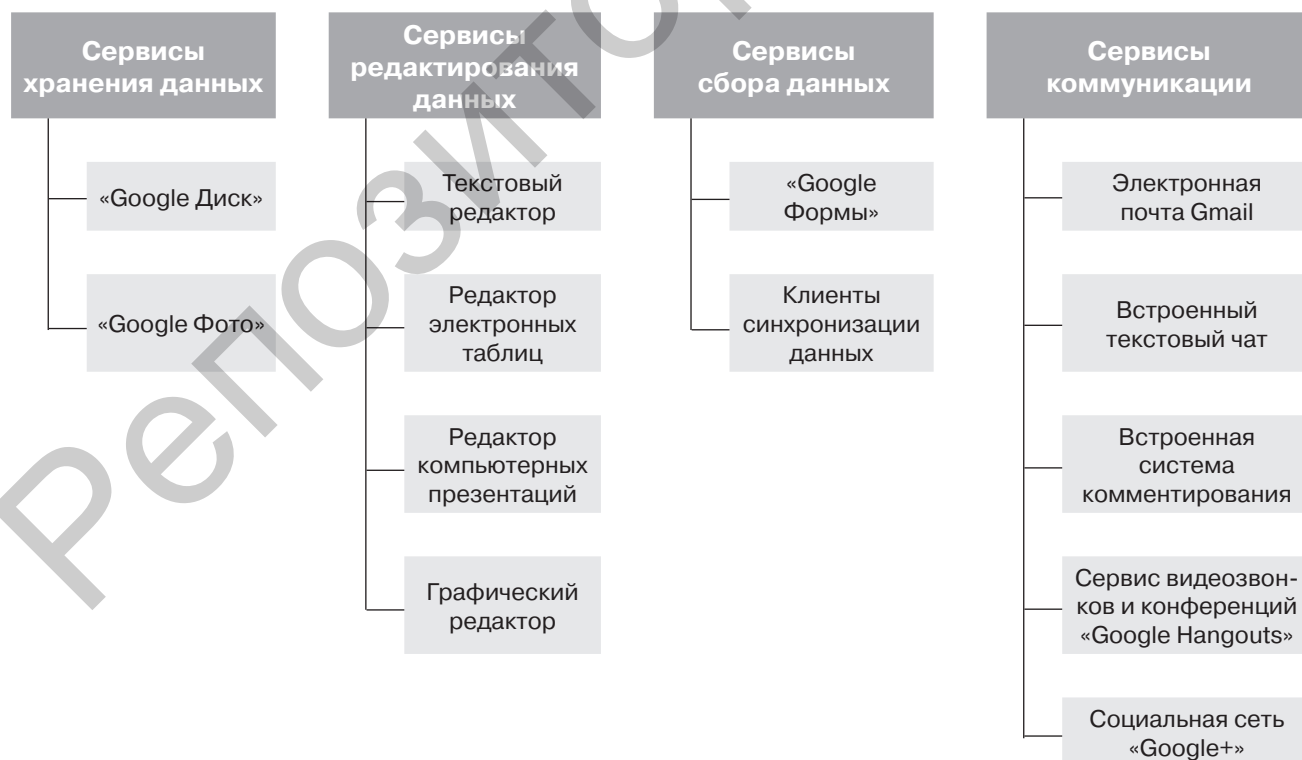 Сервисы
хранения данных
«Google Диск»
«Google Фото»
Сервисы
редактирования
данных
Текстовый
редактор
Редактор
электронных
таблиц
Редактор
компьютерных
презентаций
Графический
редактор
Сервисы
сбора данных
«Google
Формы»
Клиенты
синхронизации
данных
Сервисы
коммуникации
Электронная
почта Gmail
Встроенный
текстовый чат
Встроенная
система
комментирования
Сервис видеозвон-
ков и конференций
«Google Hangouts»
Социальная сеть
«Google+»